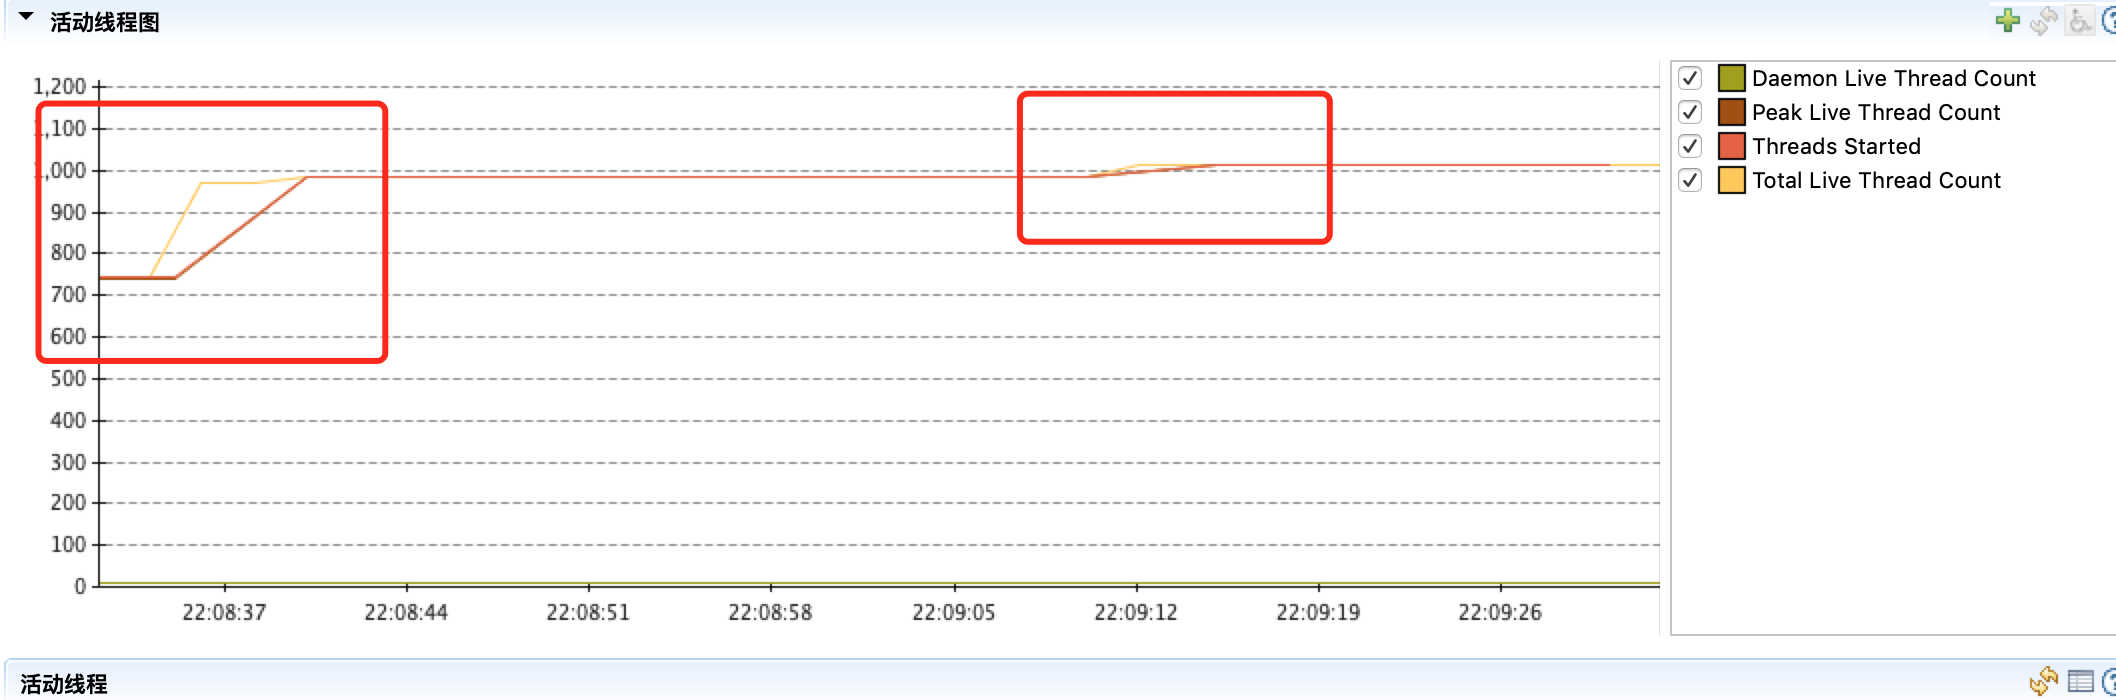 活动线程图
1,200
1,100
1,000
900
800
700
600
500
400
300
200
100
0
22:08:37 22:08:44 22:08:51 22:08:58 22:09:05 22:09:12 22:09:19 22:09:26
Daemon Live Thread Count
Peak Live Thread Count
Threads Started
Total Live Thread Count
活动线程